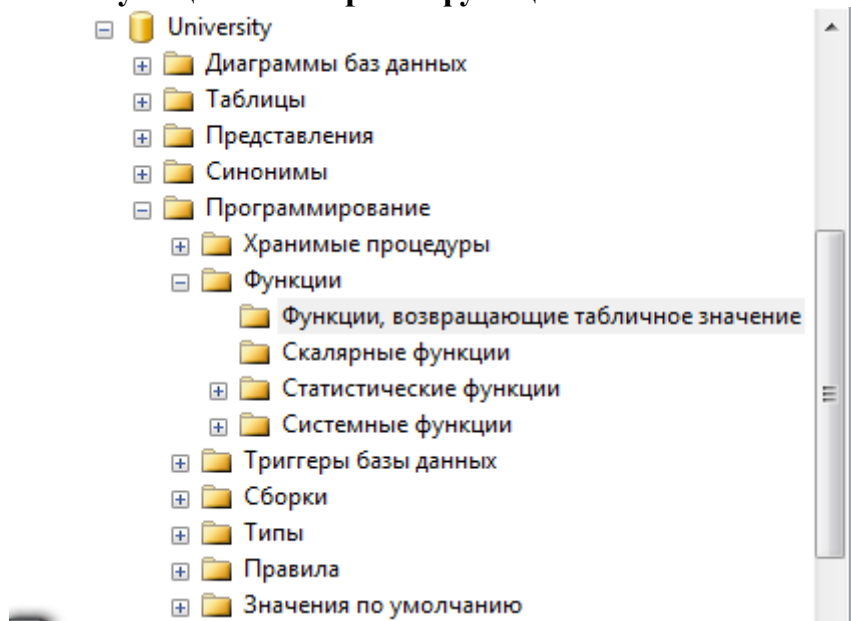 University
Диаграммы баз данных
Таблицы
Представления
Синонимы
Программирование
Хранимые процедуры
Функции
Функции, возвращающие табличное значение
Скалярные функции
Статистические функции
Системные функции
Триггеры базы данных
Сборки
Типы
Правила
Значения по умолчанию